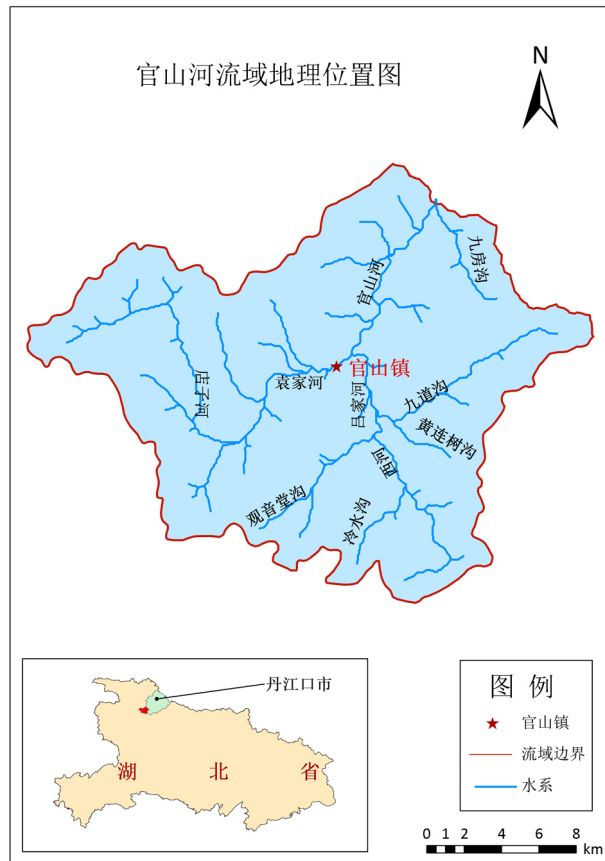 官山河流域地理位置图
N
九房沟
官山河
官山镇
袁家河
店子河
吕家河
九道沟
黄连树沟
西河
观音堂沟
冷水沟
丹江口市
湖北省
图例
官山镇
流域边界
水系
0 1 2 4 6 8
km